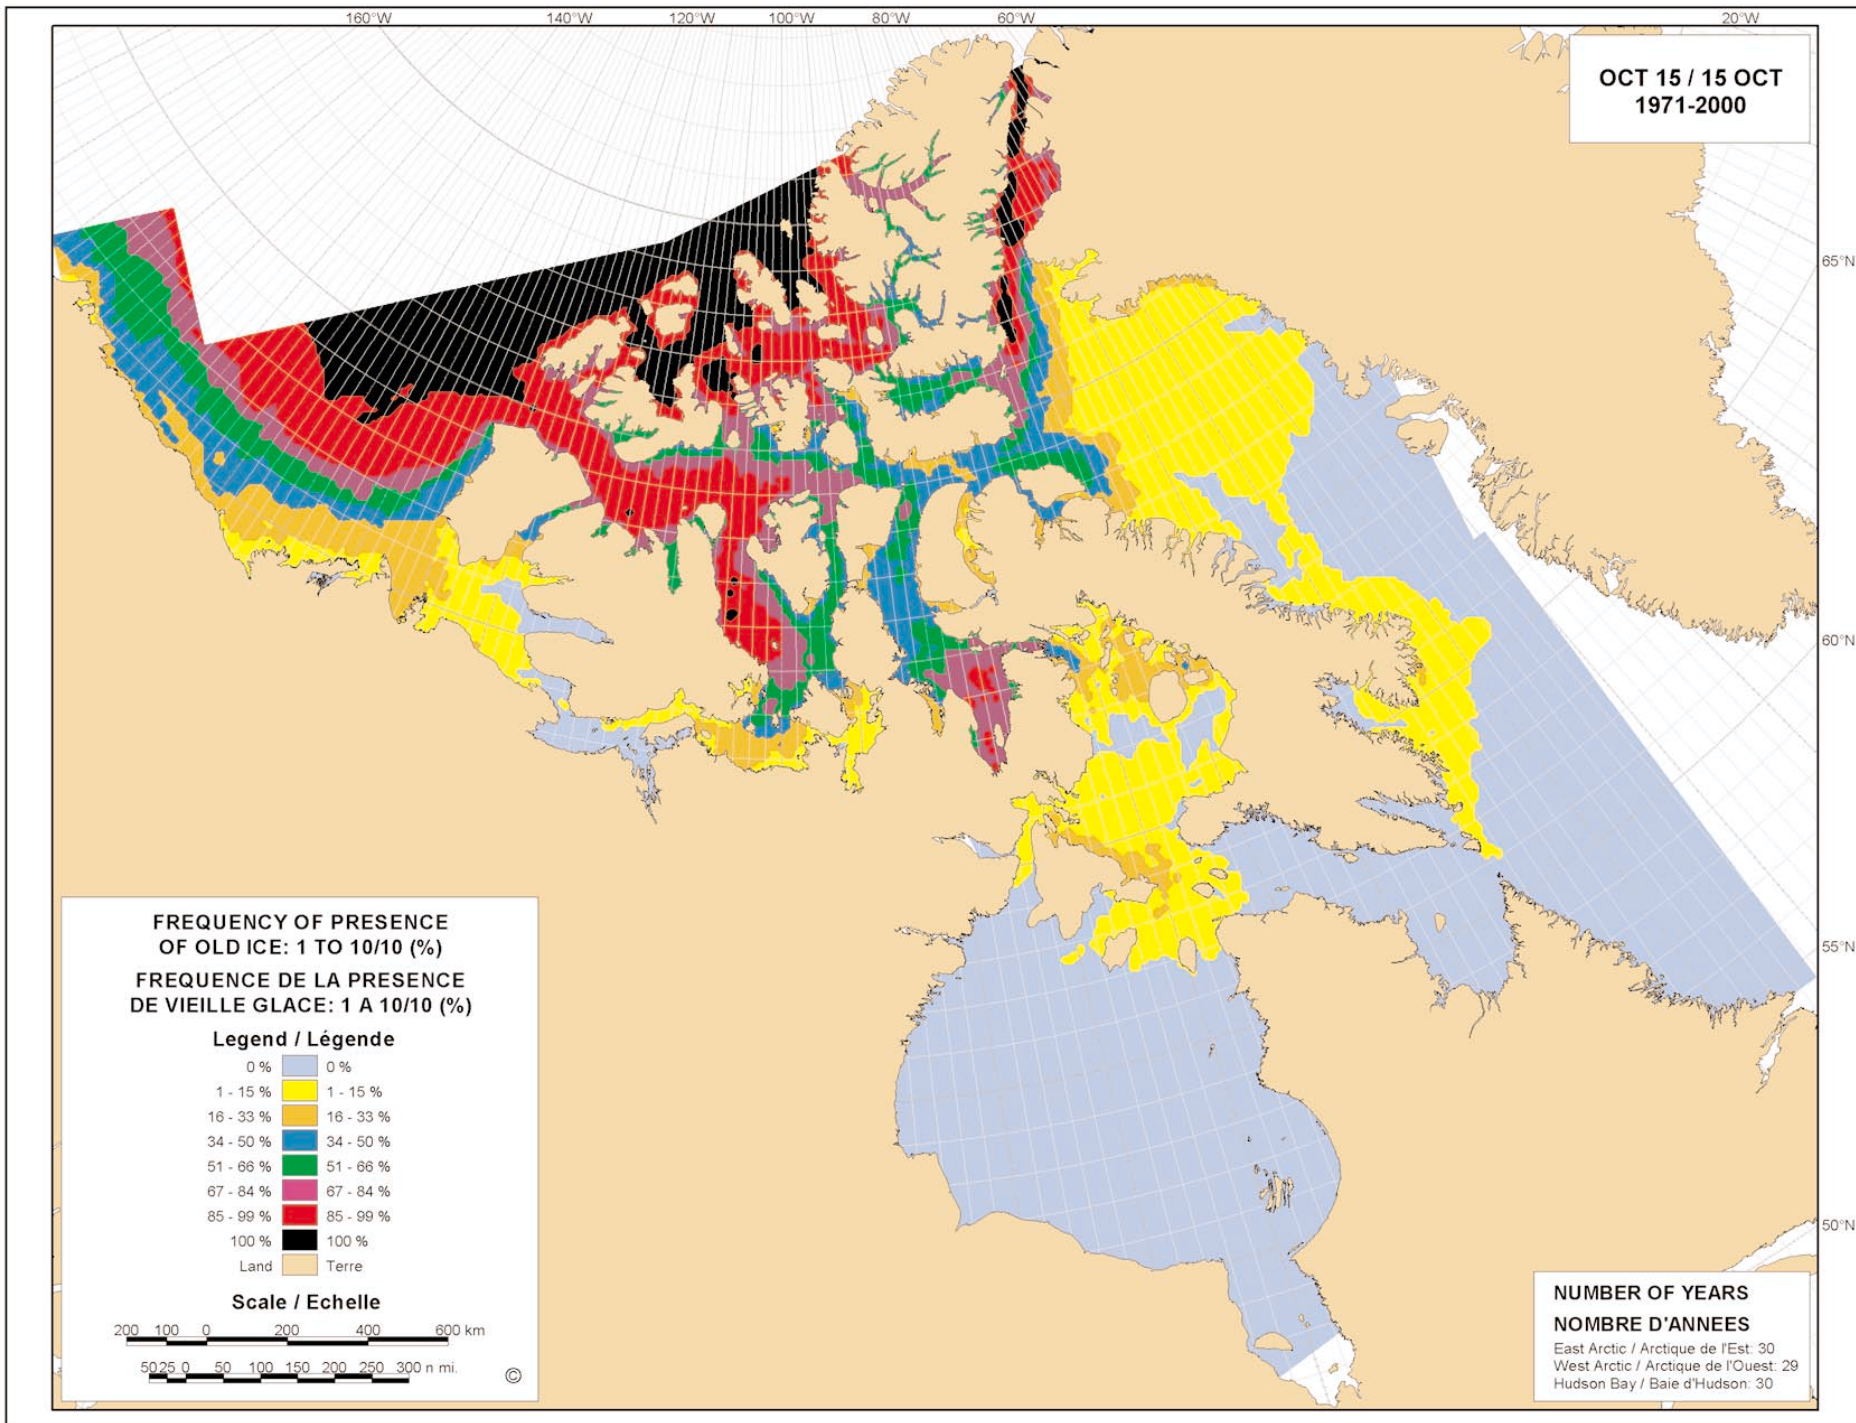 160°W 140°W 120°W 100°W 80°W 60°W 20°W
OCT 15 / 15 OCT
1971-2000
65°N
60°N
55°N
50°N
FREQUENCY OF PRESENCE
OF OLD ICE: 1 TO 10/10 (%)
FREQUENCE DE LA PRESENCE
DE VIEILLE GLACE: 1 A 10/10 (%)
Legend / Légende
0 % 0 %
1 - 15 % 1 - 15 %
16 - 33 % 16 - 33 %
34 - 50 % 34 - 50 %
51 - 66 % 51 - 66 %
67 - 84 % 67 - 84 %
85 - 99 % 85 - 99 %
100 % 100 %
Land Terre
Scale / Echelle
200 100 0 200 400 600 km
50 25 0 50 100 150 200 250 300 n mi.
©
NUMBER OF YEARS
NOMBRE D'ANNEES
East Arctic / Arctique de l'Est: 30
West Arctic / Arctique de l'Ouest: 29
Hudson Bay / Baie d'Hudson: 30